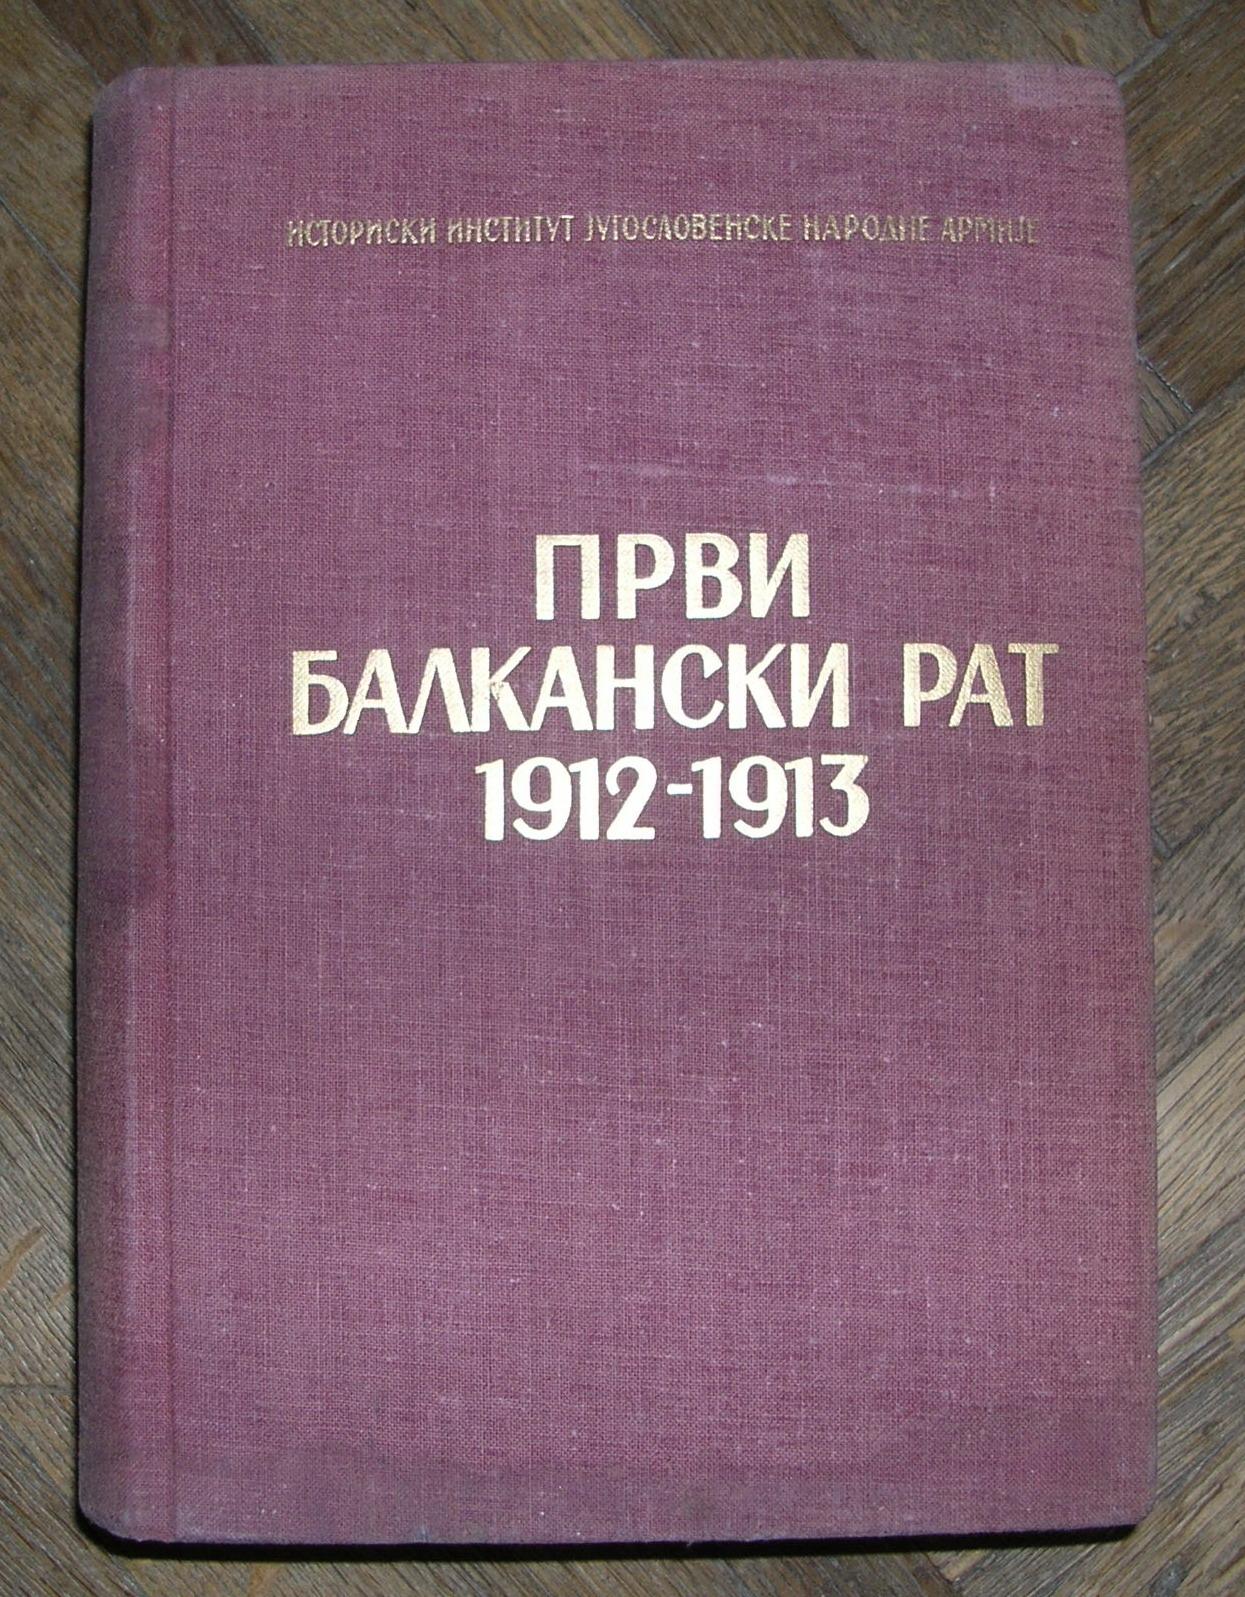 ИСТОРИСКИ ИНСТИТУТ ЈУГОСЛОВЕНСКЕ НАРОДНЕ АРМИЈЕ
ПРВИ
БАЛКАНСКИ РАТ
1912-1913